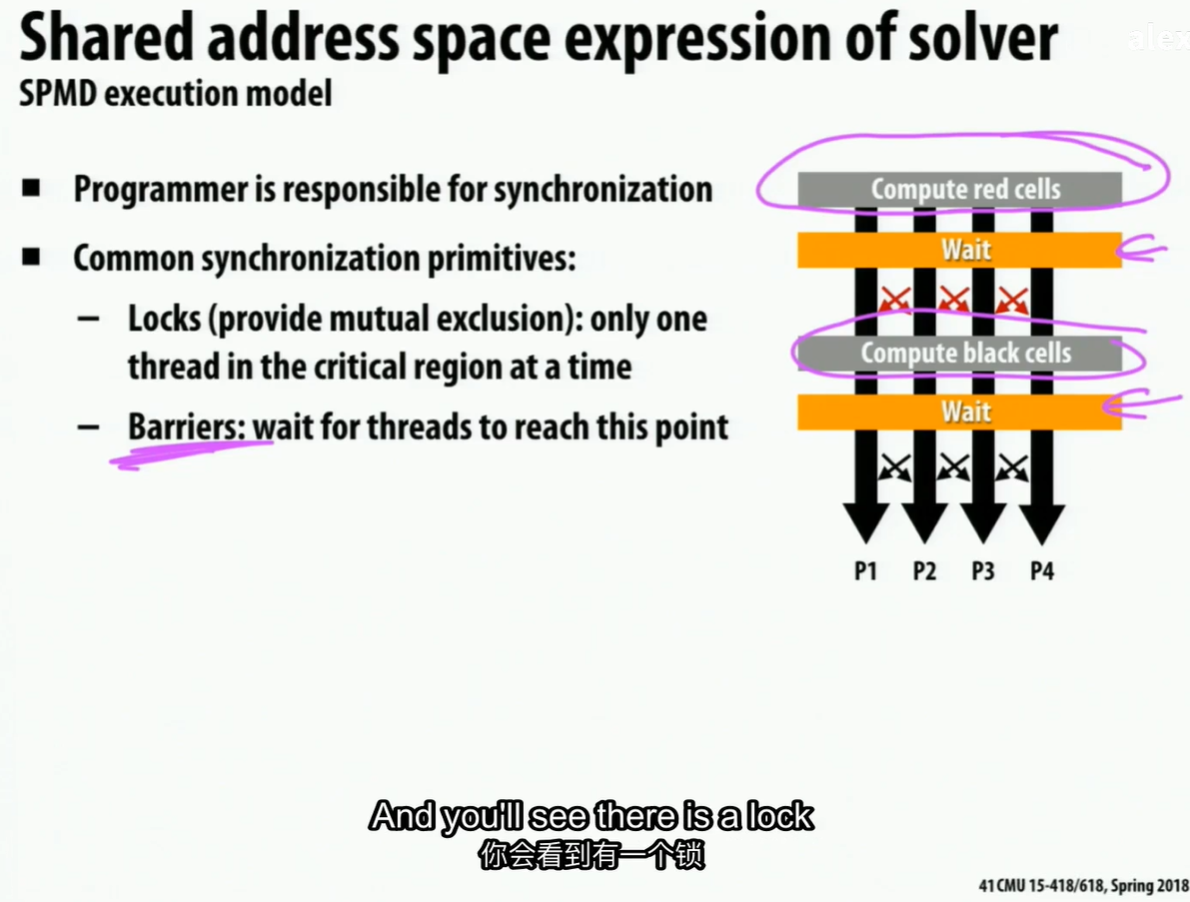 Shared address space expression of solver
alex
SPMD execution model
■ Programmer is responsible for synchronization
■ Common synchronization primitives:
– Locks (provide mutual exclusion): only one
thread in the critical region at a time
– Barriers: wait for threads to reach this point
Compute red cells
Wait
Compute black cells
Wait
P1 P2 P3 P4
And you'll see there is a lock
你会看到有一个锁
41 CMU 15-418/618, Spring 2018